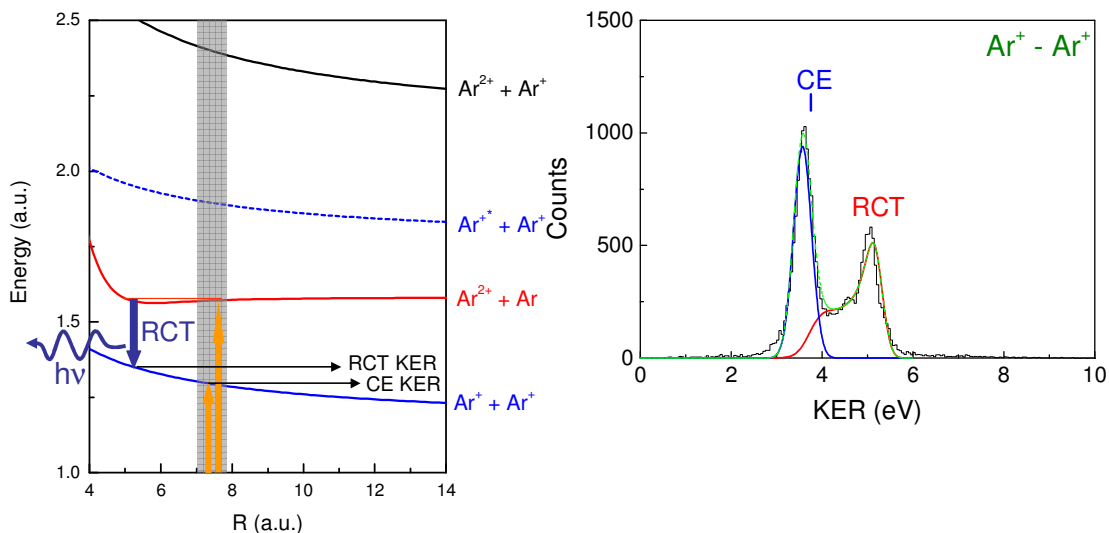 2.5
2.0
1.5
1.0
Energy (a.u.)
4
6
8
10
12
14
R (a.u.)
Ar²⁺ + Ar⁺
Ar⁺* + Ar⁺
Ar²⁺ + Ar
Ar⁺ + Ar⁺
RCT
hν
RCT KER
CE KER
1500
1000
500
0
Counts
0
2
4
6
8
10
KER (eV)
Ar⁺ - Ar⁺
CE
RCT